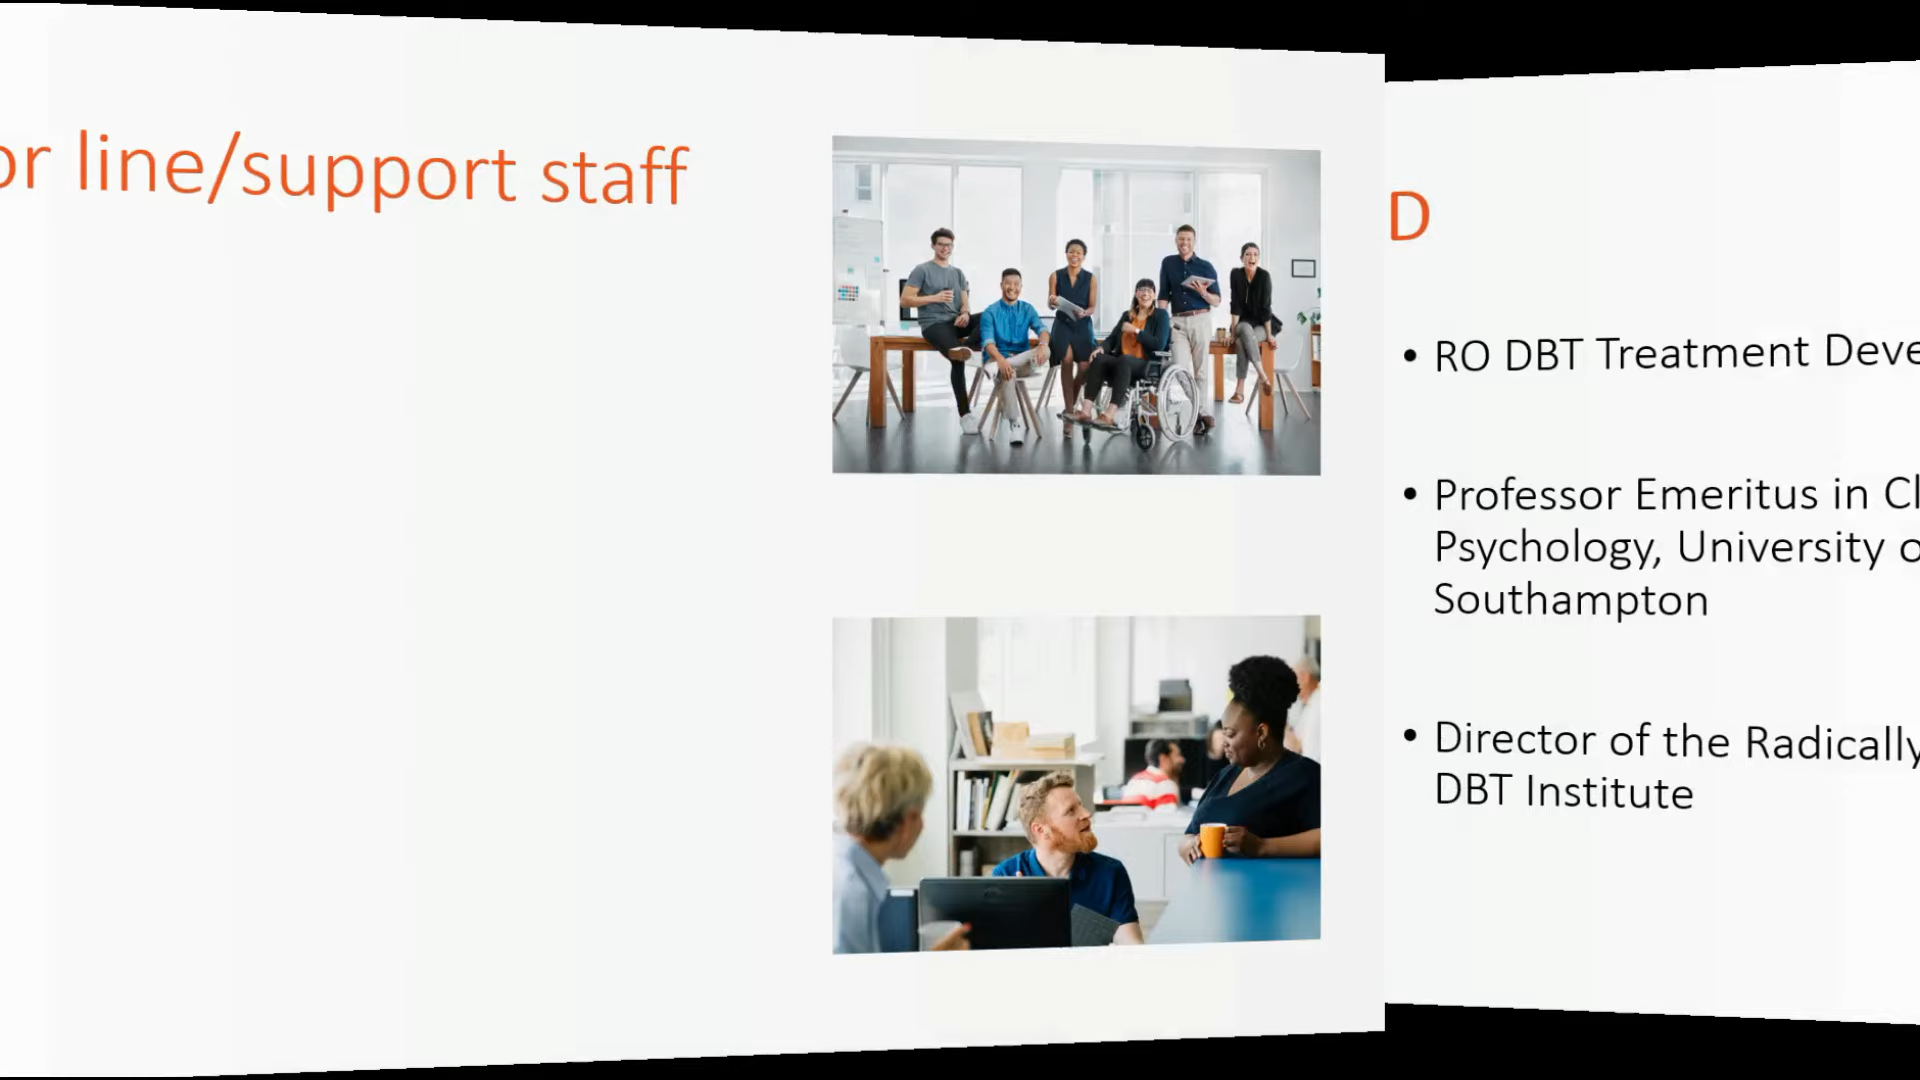 or line/support staff
D
• RO DBT Treatment Deve
• Professor Emeritus in Cl
Psychology, University o
Southampton
• Director of the Radically
DBT Institute